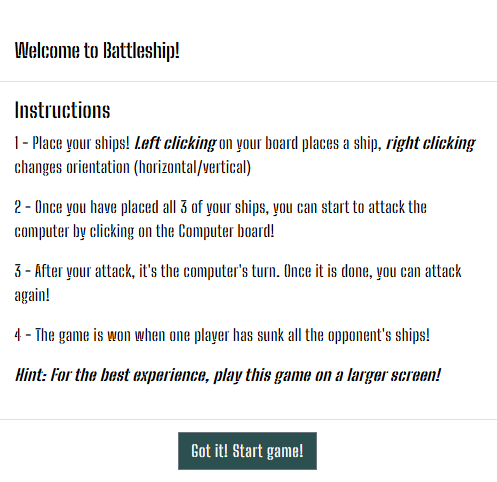 Welcome to Battleship!
Instructions
1 - Place your ships! Left clicking on your board places a ship, right clicking
changes orientation (horizontal/vertical)
2 - Once you have placed all 3 of your ships, you can start to attack the
computer by clicking on the Computer board!
3 - After your attack, it's the computer's turn. Once it is done, you can attack
again!
4 - The game is won when one player has sunk all the opponent's ships!
Hint: For the best experience, play this game on a larger screen!
Got it! Start game!